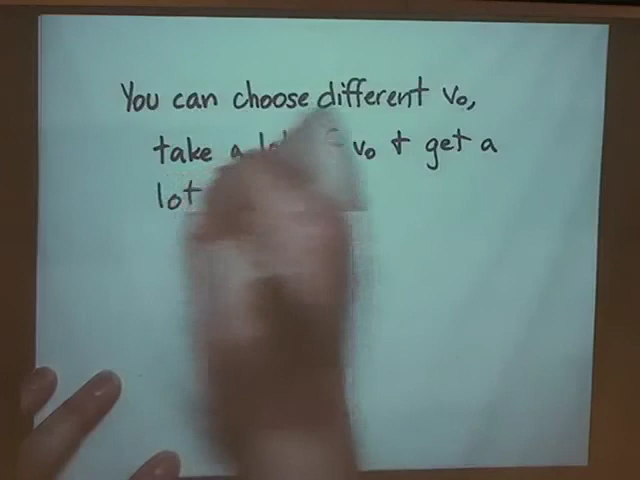 You can choose different v₀,
take a v₀ + get a
lot